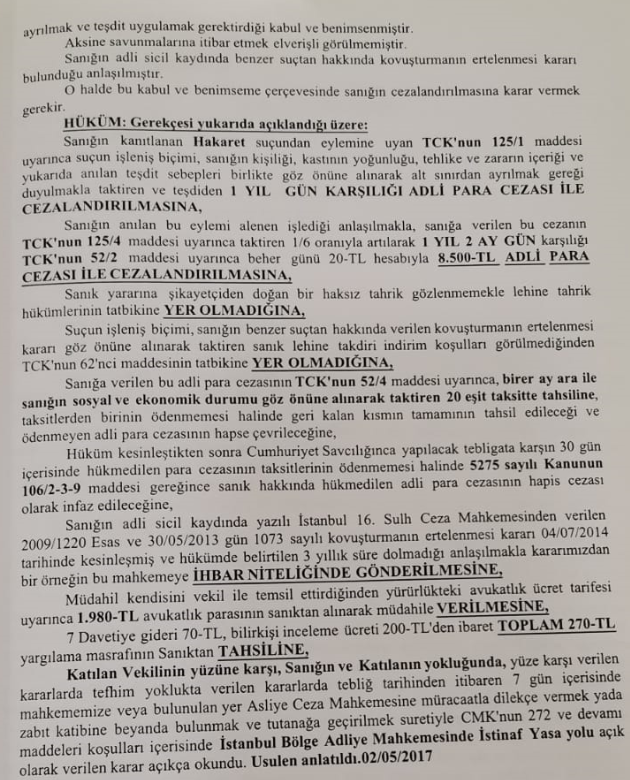 ayrılmak ve teşdit uygulamak gerektirdiği kabul ve benimsenmiştir.
Aksine savunmalarına itibar etmek elverişli görülmemiştir.
Sanığın adli sicil kaydında benzer suçtan hakkında kovuşturmanın ertelenmesi kararı
bulunduğu anlaşılmıştır.
O halde bu kabul ve benimseme çerçevesinde sanığın cezalandırılmasına karar vermek
gerekir.
HÜKÜM: Gerekçesi yukarıda açıklandığı üzere:
Sanığın kanıtlanan Hakaret suçundan eylemine uyan TCK'nun 125/1 maddesi
uyarınca suçun işleniş biçimi, sanığın kişiliği, kastının yoğunluğu, tehlike ve zararın içeriği ve
yukarıda anılan teşdit sebepleri birlikte göz önüne alınarak alt sınırdan ayrılmak gereği
duyulmakla taktiren ve teşdiden 1 YIL GÜN KARŞILIĞI ADLİ PARA CEZASI İLE
CEZALANDIRILMASINA,
Sanığın anılan bu eylemi alenen işlediği anlaşılmakla, sanığa verilen bu cezanın
TCK'nun 125/4 maddesi uyarınca taktiren 1/6 oranıyla artılarak 1 YIL 2 AY GÜN karşılığı
TCK'nun 52/2 maddesi uyarınca beher günü 20-TL hesabıyla 8.500-TL ADLİ PARA
CEZASI İLE CEZALANDIRILMASINA,
Sanık yararına şikayetçiden doğan bir haksız tahrik gözlenmemekle lehine tahrik
hükümlerinin tatbikine YER OLMADIĞINA,
Suçun işleniş biçimi, sanığın benzer suçtan hakkında verilen kovuşturmanın ertelenmesi
kararı göz önüne alınarak taktiren sanık lehine takdiri indirim koşulları görülmediğinden
TCK'nun 62'nci maddesinin tatbikine YER OLMADIĞINA,
Sanığa verilen bu adli para cezasının TCK'nun 52/4 maddesi uyarınca, birer ay ara ile
sanığın sosyal ve ekonomik durumu göz önüne alınarak taktiren 20 eşit taksitte tahsiline,
taksitlerden birinin ödenmemesi halinde geri kalan kısmın tamamının tahsil edileceği ve
ödenmeyen adli para cezasının hapse çevrileceğine,
Hüküm kesinleştikten sonra Cumhuriyet Savcılığınca yapılacak tebligata karşın 30 gün
içerisinde hükmedilen para cezasının taksitlerinin ödenmemesi halinde 5275 sayılı Kanunun
106/2-3-9 maddesi gereğince sanık hakkında hükmedilen adli para cezasının hapis cezası
olarak infaz edileceğine,
Sanığın adli sicil kaydında yazılı İstanbul 16. Sulh Ceza Mahkemesinden verilen
2009/1220 Esas ve 30/05/2013 gün 1073 sayılı kovuşturmanın ertelenmesi kararı 04/07/2014
tarihinde kesinleşmiş ve hükümde belirtilen 3 yıllık süre dolmadığı anlaşılmakla kararımızdan
bir örneğin bu mahkemeye İHBAR NİTELİĞİNDE GÖNDERİLMESİNE,
Müdahil kendisini vekil ile temsil ettirdiğinden yürürlükteki avukatlık ücret tarifesi
uyarınca 1.980-TL avukatlık parasının sanıktan alınarak müdahile VERİLMESİNE,
7 Davetiye gideri 70-TL, bilirkişi inceleme ücreti 200-TL'den ibaret TOPLAM 270-TL
yargılama masrafının Sanıktan TAHSİLİNE,
Katılan Vekilinin yüzüne karşı, Sanığın ve Katılanın yokluğunda, yüze karşı verilen
kararlarda tefhim yoklukta verilen kararlarda tebliğ tarihinden itibaren 7 gün içerisinde
mahkememize veya bulunulan yer Asliye Ceza Mahkemesine müracaatla dilekçe vermek yada
zabıt katibine beyanda bulunmak ve tutanağa geçirilmek suretiyle CMK'nun 272 ve devamı
maddeleri koşulları içerisinde İstanbul Bölge Adliye Mahkemesinde İstinaf Yasa yolu açık
olarak verilen karar açıkça okundu. Usulen anlatıldı.02/05/2017